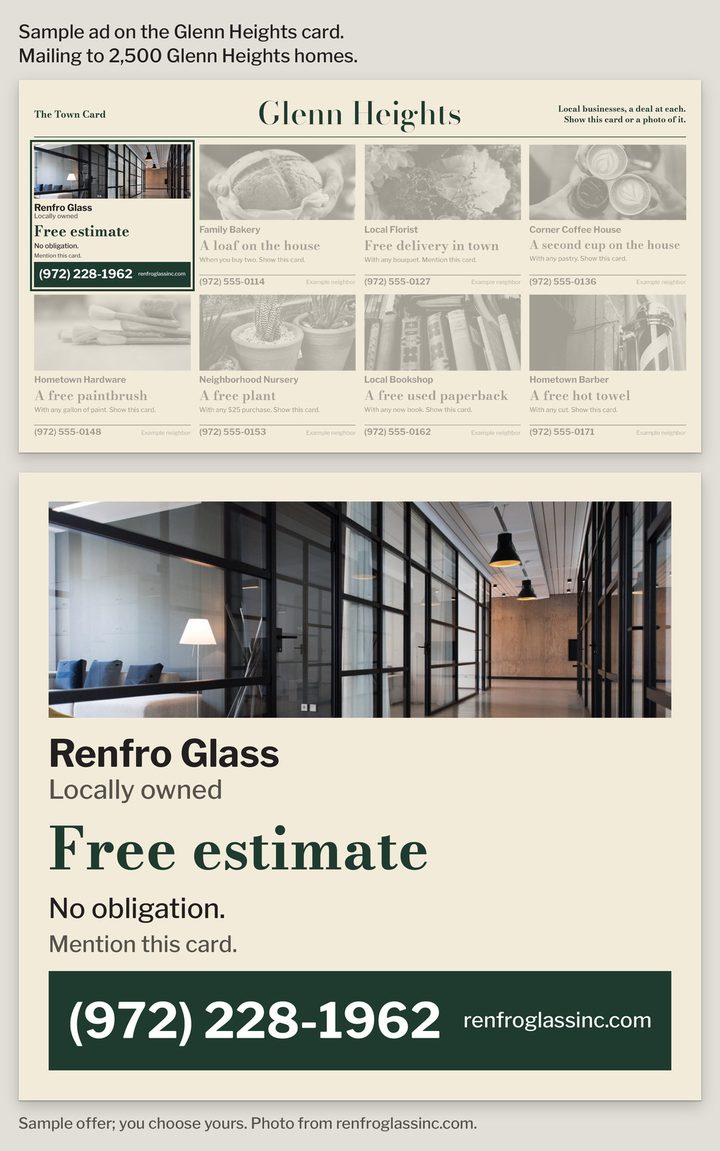 Sample ad on the Glenn Heights card.
Mailing to 2,500 Glenn Heights homes.
The Town Card
Glenn Heights
Local businesses, a deal at each.
Show this card or a photo of it.
Renfro Glass
Locally owned
Free estimate
No obligation.
Mention this card.
(972) 228-1962 renfroglassinc.com
Family Bakery
A loaf on the house
When you buy two. Show this card.
(972) 555-0114 Example neighbor
Local Florist
Free delivery in town
With any bouquet. Mention this card.
(972) 555-0127 Example neighbor
Corner Coffee House
A second cup on the house
With any pastry. Show this card.
(972) 555-0136 Example neighbor
Hometown Hardware
A free paintbrush
With any gallon of paint. Show this card.
(972) 555-0148 Example neighbor
Neighborhood Nursery
A free plant
With any $25 purchase. Show this card.
(972) 555-0153 Example neighbor
Local Bookshop
A free used paperback
With any new book. Show this card.
(972) 555-0162 Example neighbor
Hometown Barber
A free hot towel
With any cut. Show this card.
(972) 555-0171 Example neighbor
Renfro Glass
Locally owned
Free estimate
No obligation.
Mention this card.
(972) 228-1962 renfroglassinc.com
Sample offer; you choose yours. Photo from renfroglassinc.com.